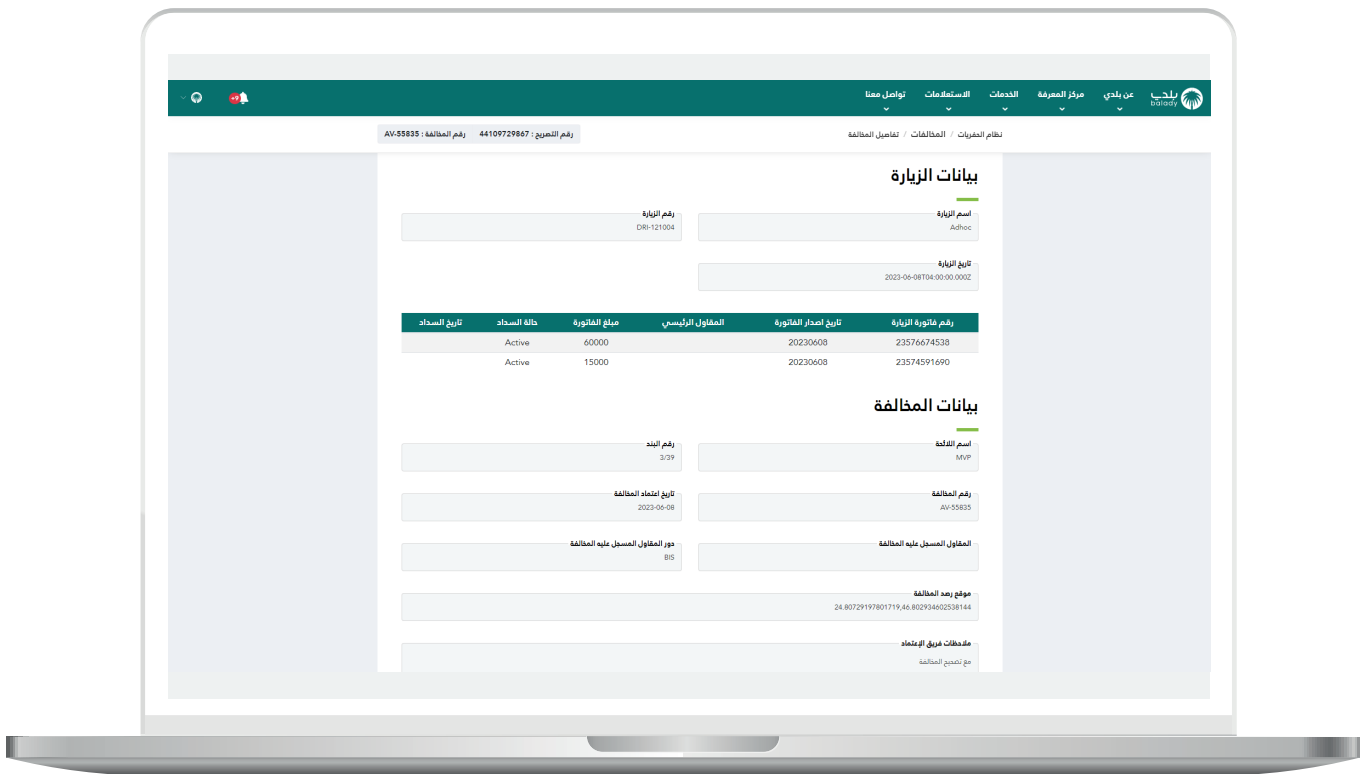 بلدي balady عن بلدي مركز المعرفة الخدمات الاستعلامات تواصل معنا +9
نظام الحفريات / المخالفات / تفاصيل المخالفة رقم التصريح : 44109729867 رقم المخالفة : AV-55835
بيانات الزيارة
اسم الزيارة رقم الزيارة
Adhoc DRI-121004
تاريخ الزيارة
2023-06-08T04:00:00.000Z
رقم فاتورة الزيارة تاريخ اصدار الفاتورة المقاول الرئيسي مبلغ الفاتورة حالة السداد تاريخ السداد
23576674538 20230608 60000 Active
23574591690 20230608 15000 Active
بيانات المخالفة
اسم اللائحة رقم البند
MVP 3/39
رقم المخالفة تاريخ اعتماد المخالفة
AV-55835 2023-06-08
المقاول المسجل عليه المخالفة دور المقاول المسجل عليه المخالفة
BIS
موقع رصد المخالفة
24.80729197801719,46.802934602538144
ملاحظات فريق الإعتماد
مع تصحيح المخالفة